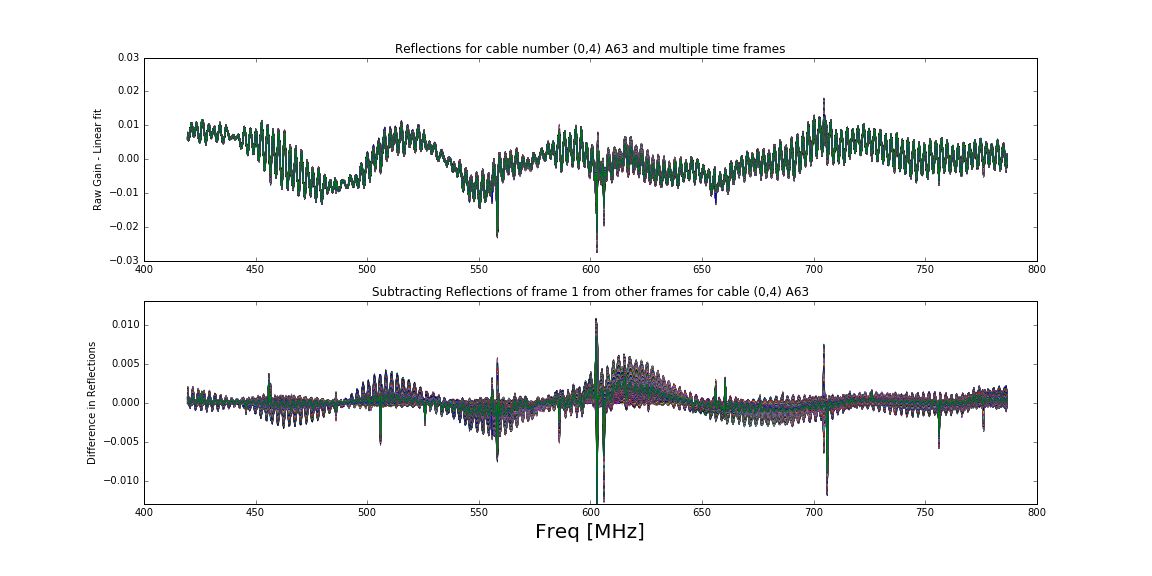 Reflections for cable number (0,4) A63 and multiple time frames
Raw Gain - Linear fit
0.03
0.02
0.01
0.00
−0.01
−0.02
−0.03
400 450 500 550 600 650 700 750 800
Subtracting Reflections of frame 1 from other frames for cable (0,4) A63
Difference in Reflections
0.010
0.005
0.000
−0.005
−0.010
400 450 500 550 600 650 700 750 800
Freq [MHz]